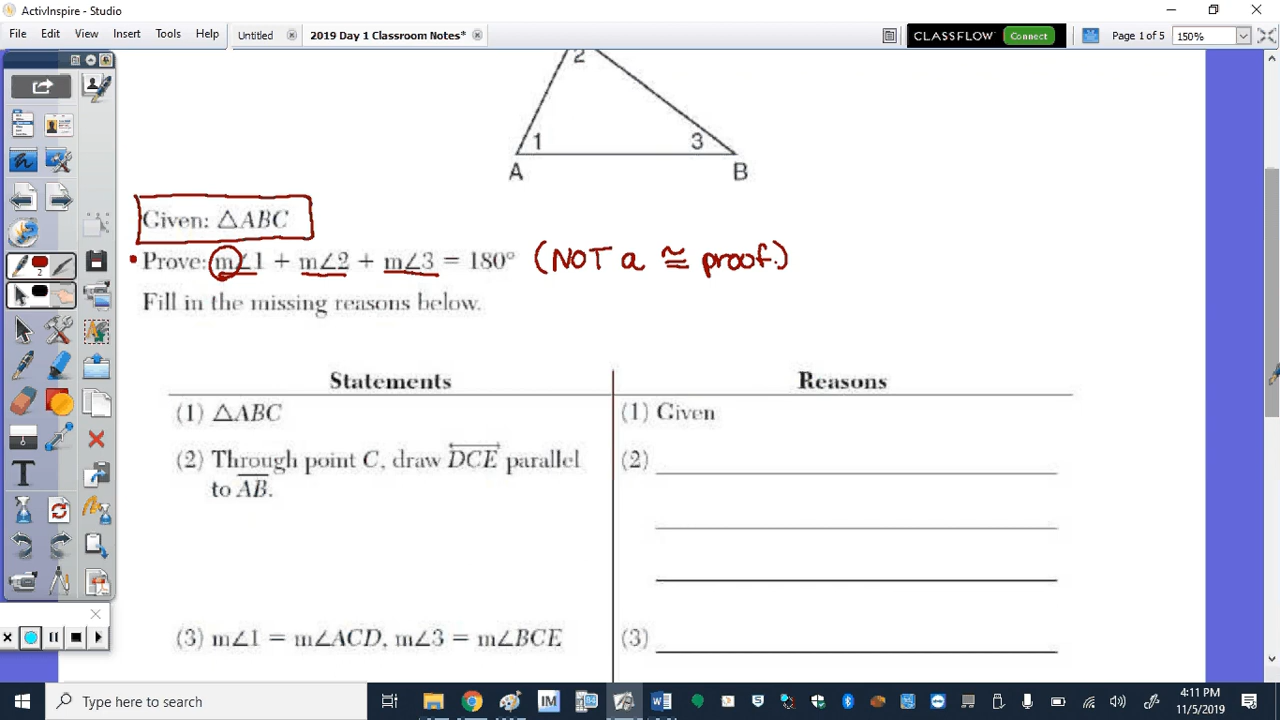 ActivInspire - Studio
File Edit View Insert Tools Help Untitled 2019 Day 1 Classroom Notes* CLASSFLOW Connect Page 1 of 5 150%
2
1 3
A B
Given: △ABC
Prove: m∠1 + m∠2 + m∠3 = 180° (NOT a ≅ proof.)
Fill in the missing reasons below.
Statements Reasons
(1) △ABC (1) Given
(2) Through point C, draw DCE parallel (2)
to AB.
(3) m∠1 = m∠ACD, m∠3 = m∠BCE (3)
2
T
Type here to search
IM
4:11 PM
11/5/2019